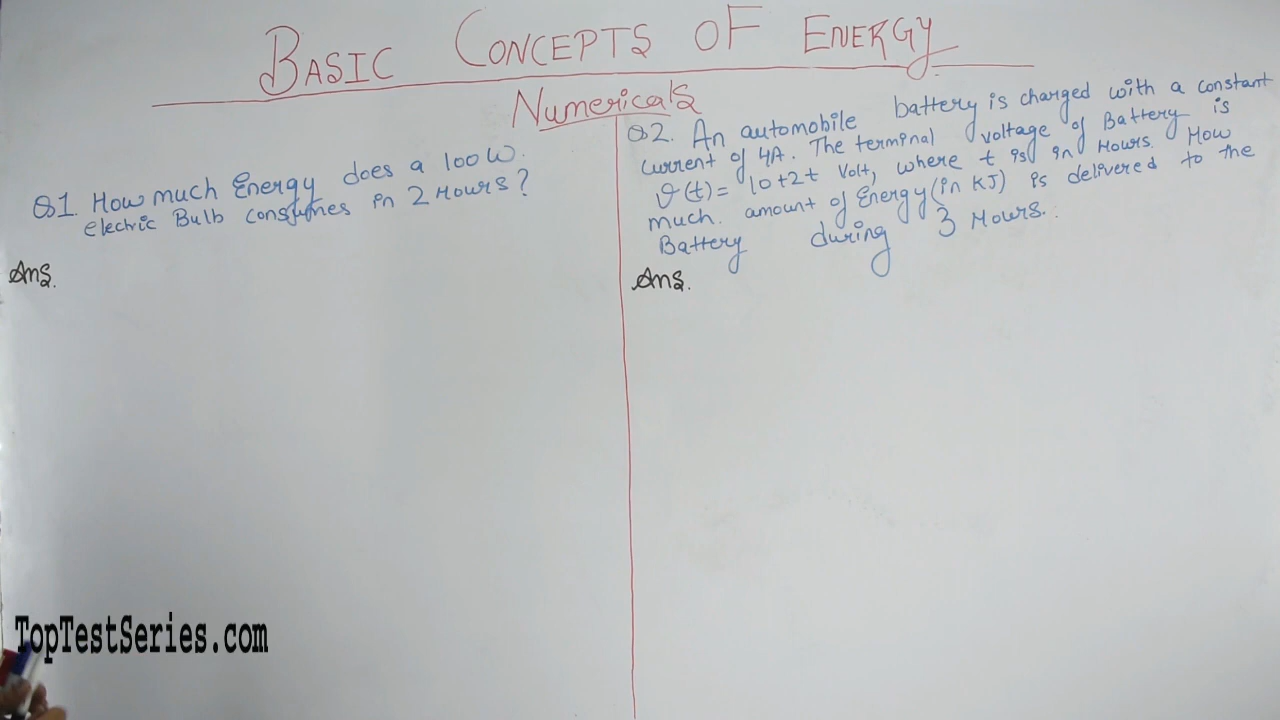 BASIC CONCEPTS OF ENERGY
Numericals
Q1. How much Energy does a 100W.
electric Bulb consumes in 2 Hours?
Ans.
Q2. An automobile battery is charged with a constant
current of 4A. The terminal voltage of Battery is
v(t) = 10+2t Volt, where t is in Hours. How
much. amount of Energy (in KJ) is delivered to the
Battery during 3 Hours.
Ans.
TopTestSeries.com